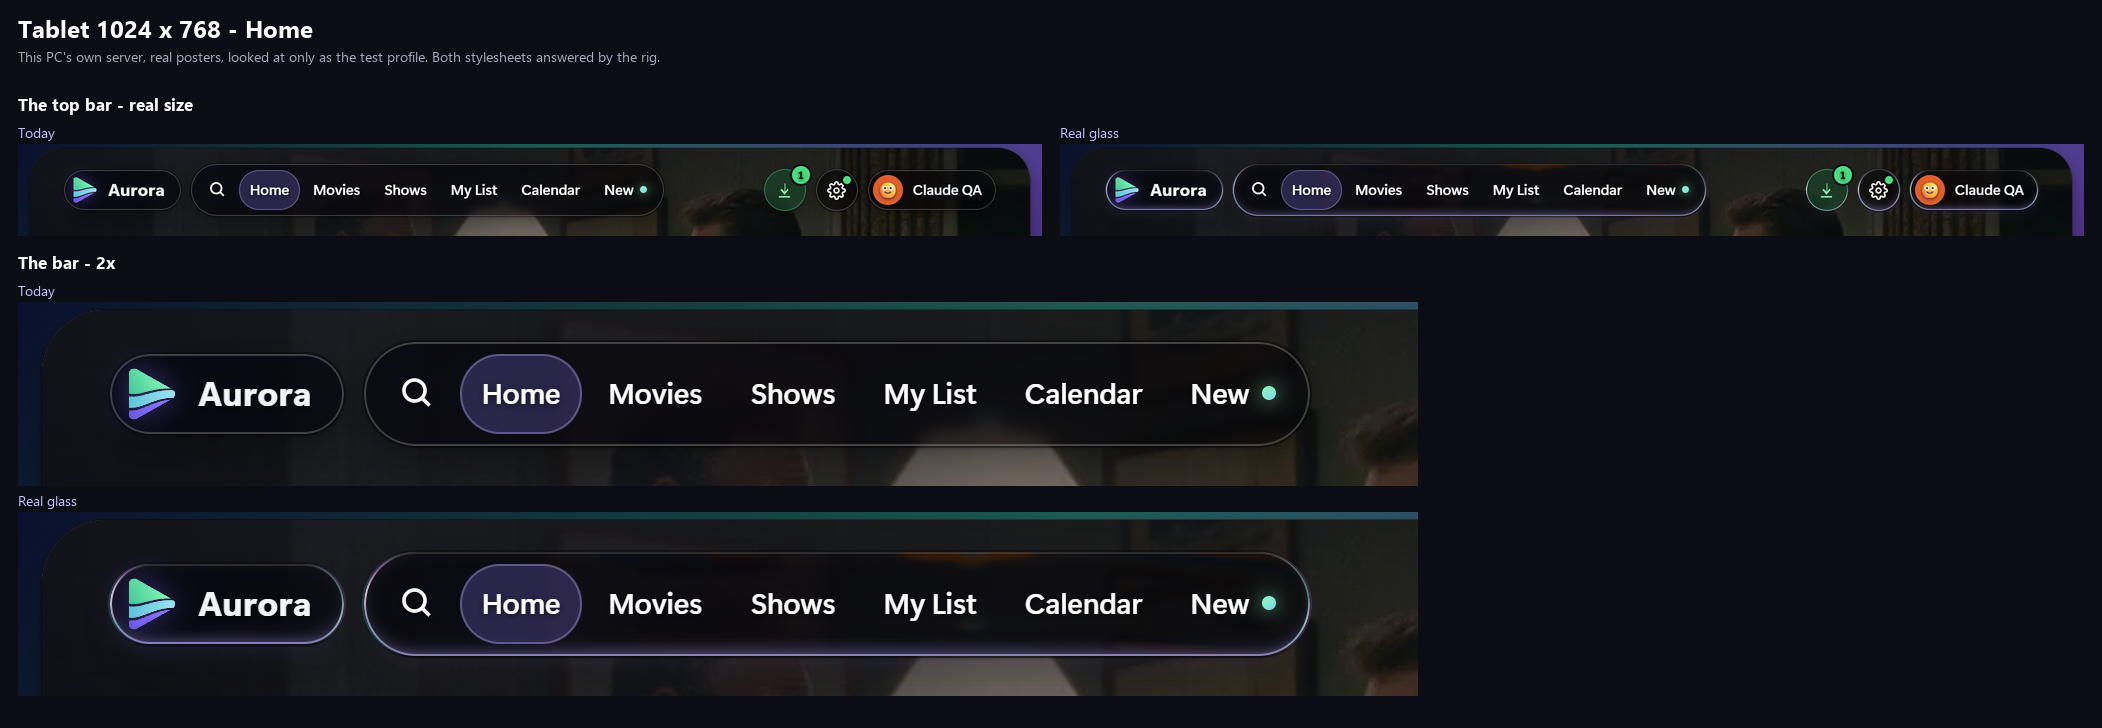 Tablet 1024 x 768 - Home
This PC's own server, real posters, looked at only as the test profile. Both stylesheets answered by the rig.
The top bar - real size
Today
Aurora Home Movies Shows My List Calendar New 1 Claude QA
Real glass
Aurora Home Movies Shows My List Calendar New 1 Claude QA
The bar - 2x
Today
Aurora Home Movies Shows My List Calendar New
Real glass
Aurora Home Movies Shows My List Calendar New